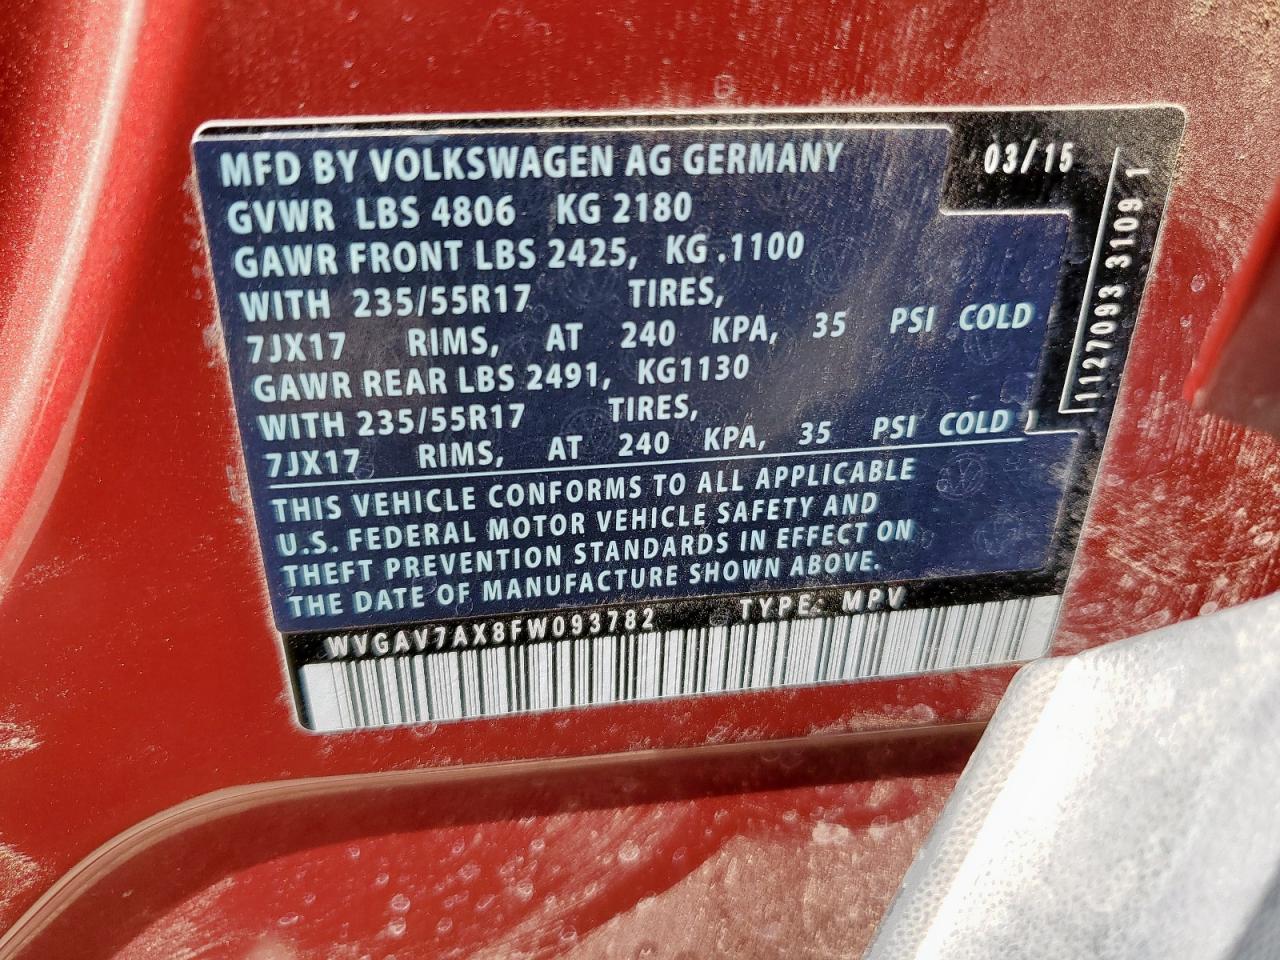 MFD BY VOLKSWAGEN AG GERMANY
03/15
GVWR LBS 4806 KG 2180
GAWR FRONT LBS 2425, KG .1100
WITH 235/55R17 TIRES,
7JX17 RIMS, AT 240 KPA, 35 PSI COLD
GAWR REAR LBS 2491, KG1130
WITH 235/55R17 TIRES,
7JX17 RIMS, AT 240 KPA, 35 PSI COLD
THIS VEHICLE CONFORMS TO ALL APPLICABLE
U.S. FEDERAL MOTOR VEHICLE SAFETY AND
THEFT PREVENTION STANDARDS IN EFFECT ON
THE DATE OF MANUFACTURE SHOWN ABOVE.
WVGAV7AX8FW093782 TYPE: MPV
1127093 3109 1